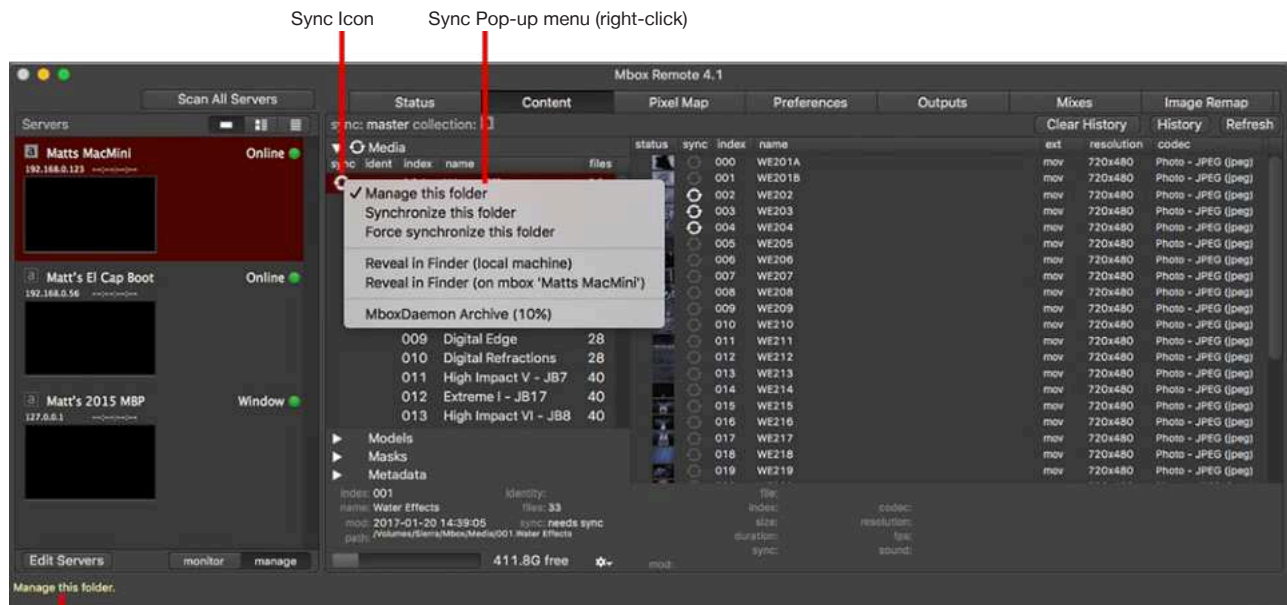 Sync Icon Sync Pop-up menu (right-click)
Mbox Remote 4.1
Scan All Servers Status Content Pixel Map Preferences Outputs Mixes Image Remap
Servers sync: master collection: Clear History History Refresh
Matts MacMini Online
192.168.0.123 --:--:--:--
Matt's El Cap Boot Online
192.168.0.56 --:--:--:--
Matt's 2015 MBP Window
127.0.0.1 --:--:--:--
Edit Servers monitor manage
Media
sync ident index name files
Manage this folder
Synchronize this folder
Force synchronize this folder
Reveal in Finder (local machine)
Reveal in Finder (on mbox 'Matts MacMini')
MboxDaemon Archive (10%)
009 Digital Edge 28
010 Digital Refractions 28
011 High Impact V - JB7 40
012 Extreme I - JB17 40
013 High Impact VI - JB8 40
Models
Masks
Metadata
index: 001 identity:
name: Water Effects files: 33
mod: 2017-01-20 14:39:05 sync: needs sync
path: /Volumes/Sierra/Mbox/Media/001.Water Effects
411.8G free
status sync index name ext resolution codec
000 WE201A mov 720x480 Photo - JPEG (jpeg)
001 WE201B mov 720x480 Photo - JPEG (jpeg)
002 WE202 mov 720x480 Photo - JPEG (jpeg)
003 WE203 mov 720x480 Photo - JPEG (jpeg)
004 WE204 mov 720x480 Photo - JPEG (jpeg)
005 WE205 mov 720x480 Photo - JPEG (jpeg)
006 WE206 mov 720x480 Photo - JPEG (jpeg)
007 WE207 mov 720x480 Photo - JPEG (jpeg)
008 WE208 mov 720x480 Photo - JPEG (jpeg)
009 WE209 mov 720x480 Photo - JPEG (jpeg)
010 WE210 mov 720x480 Photo - JPEG (jpeg)
011 WE211 mov 720x480 Photo - JPEG (jpeg)
012 WE212 mov 720x480 Photo - JPEG (jpeg)
013 WE213 mov 720x480 Photo - JPEG (jpeg)
014 WE214 mov 720x480 Photo - JPEG (jpeg)
015 WE215 mov 720x480 Photo - JPEG (jpeg)
016 WE216 mov 720x480 Photo - JPEG (jpeg)
017 WE217 mov 720x480 Photo - JPEG (jpeg)
018 WE218 mov 720x480 Photo - JPEG (jpeg)
019 WE219 mov 720x480 Photo - JPEG (jpeg)
file:
index: codec:
size: resolution:
duration: fps:
sync: sound:
mod:
Manage this folder.